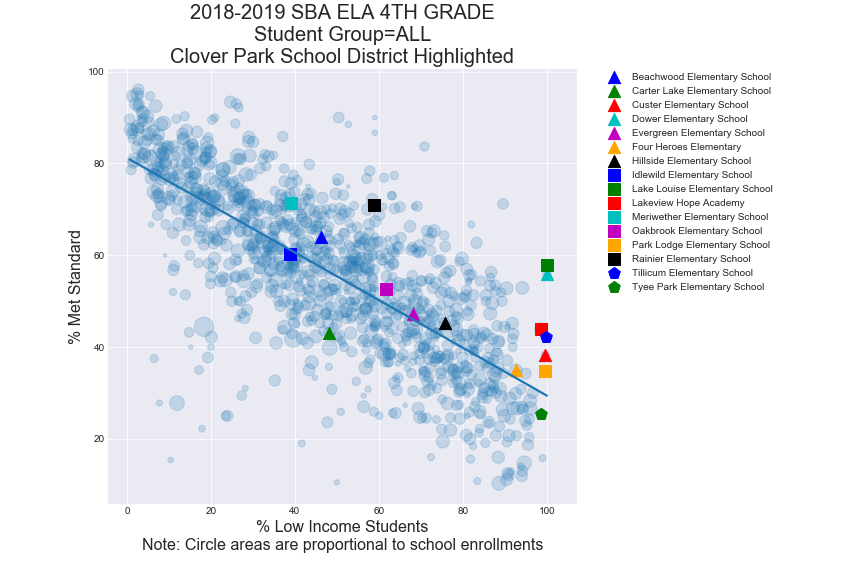 2018-2019 SBA ELA 4TH GRADE
Student Group=ALL
Clover Park School District Highlighted
% Met Standard
100
80
60
40
20
0 20 40 60 80 100
% Low Income Students
Note: Circle areas are proportional to school enrollments
Beachwood Elementary School
Carter Lake Elementary School
Custer Elementary School
Dower Elementary School
Evergreen Elementary School
Four Heroes Elementary
Hillside Elementary School
Idlewild Elementary School
Lake Louise Elementary School
Lakeview Hope Academy
Meriwether Elementary School
Oakbrook Elementary School
Park Lodge Elementary School
Rainier Elementary School
Tillicum Elementary School
Tyee Park Elementary School